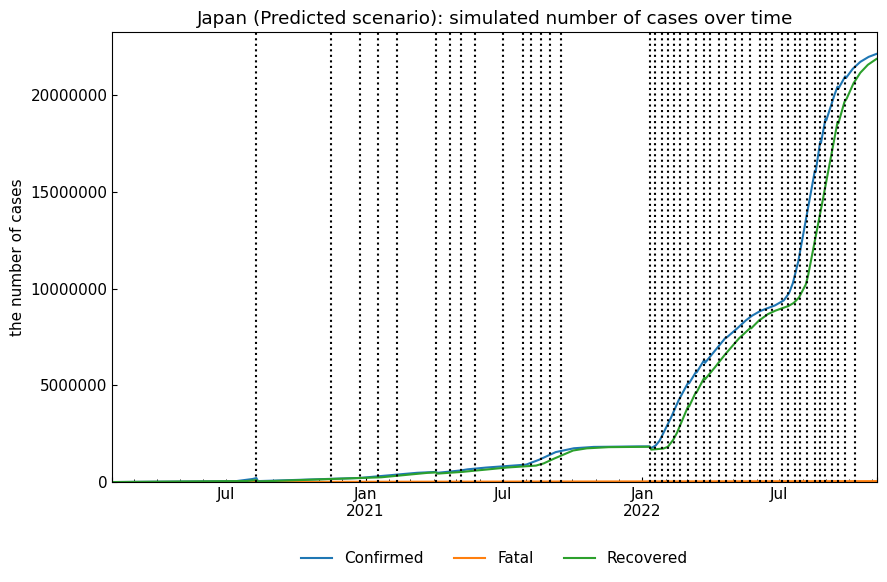 Japan (Predicted scenario): simulated number of cases over time
the number of cases
20000000
15000000
10000000
5000000
0
Jul
Jan
2021
Jul
Jan
2022
Jul
Confirmed
Fatal
Recovered